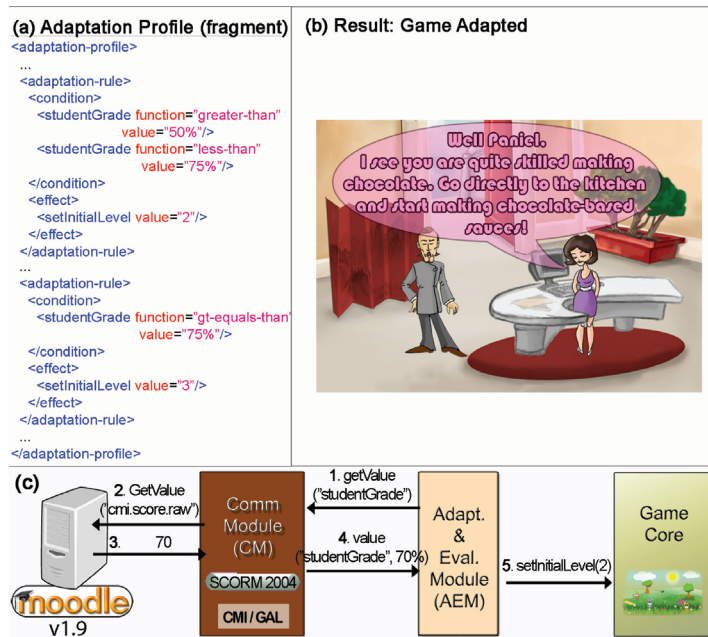 (a) Adaptation Profile (fragment)
<adaptation-profile>
...
<adaptation-rule>
<condition>
<studentGrade function="greater-than"
value="50%"/>
<studentGrade function="less-than"
value="75%"/>
</condition>
<effect>
<setInitialLevel value="2"/>
</effect>
</adaptation-rule>
...
<adaptation-rule>
<condition>
<studentGrade function="gt-equals-than"
value="75%"/>
</condition>
<effect>
<setInitialLevel value="3"/>
</effect>
</adaptation-rule>
...
</adaptation-profile>
(b) Result: Game Adapted
Well Paniel.
I see you are quite skilled making
chocolate. Go directly to the kitchen
and start making chocolate-based
sauces!
(c)
moodle
v1.9
2. GetValue
("cmi.score.raw")
3. 70
Comm
Module
(CM)
SCORM 2004
CMI / GAL
1. getValue
("studentGrade")
4. value
("studentGrade", 70%)
Adapt.
&
Eval.
Module
(AEM)
5. setInitialLevel(2)
Game
Core